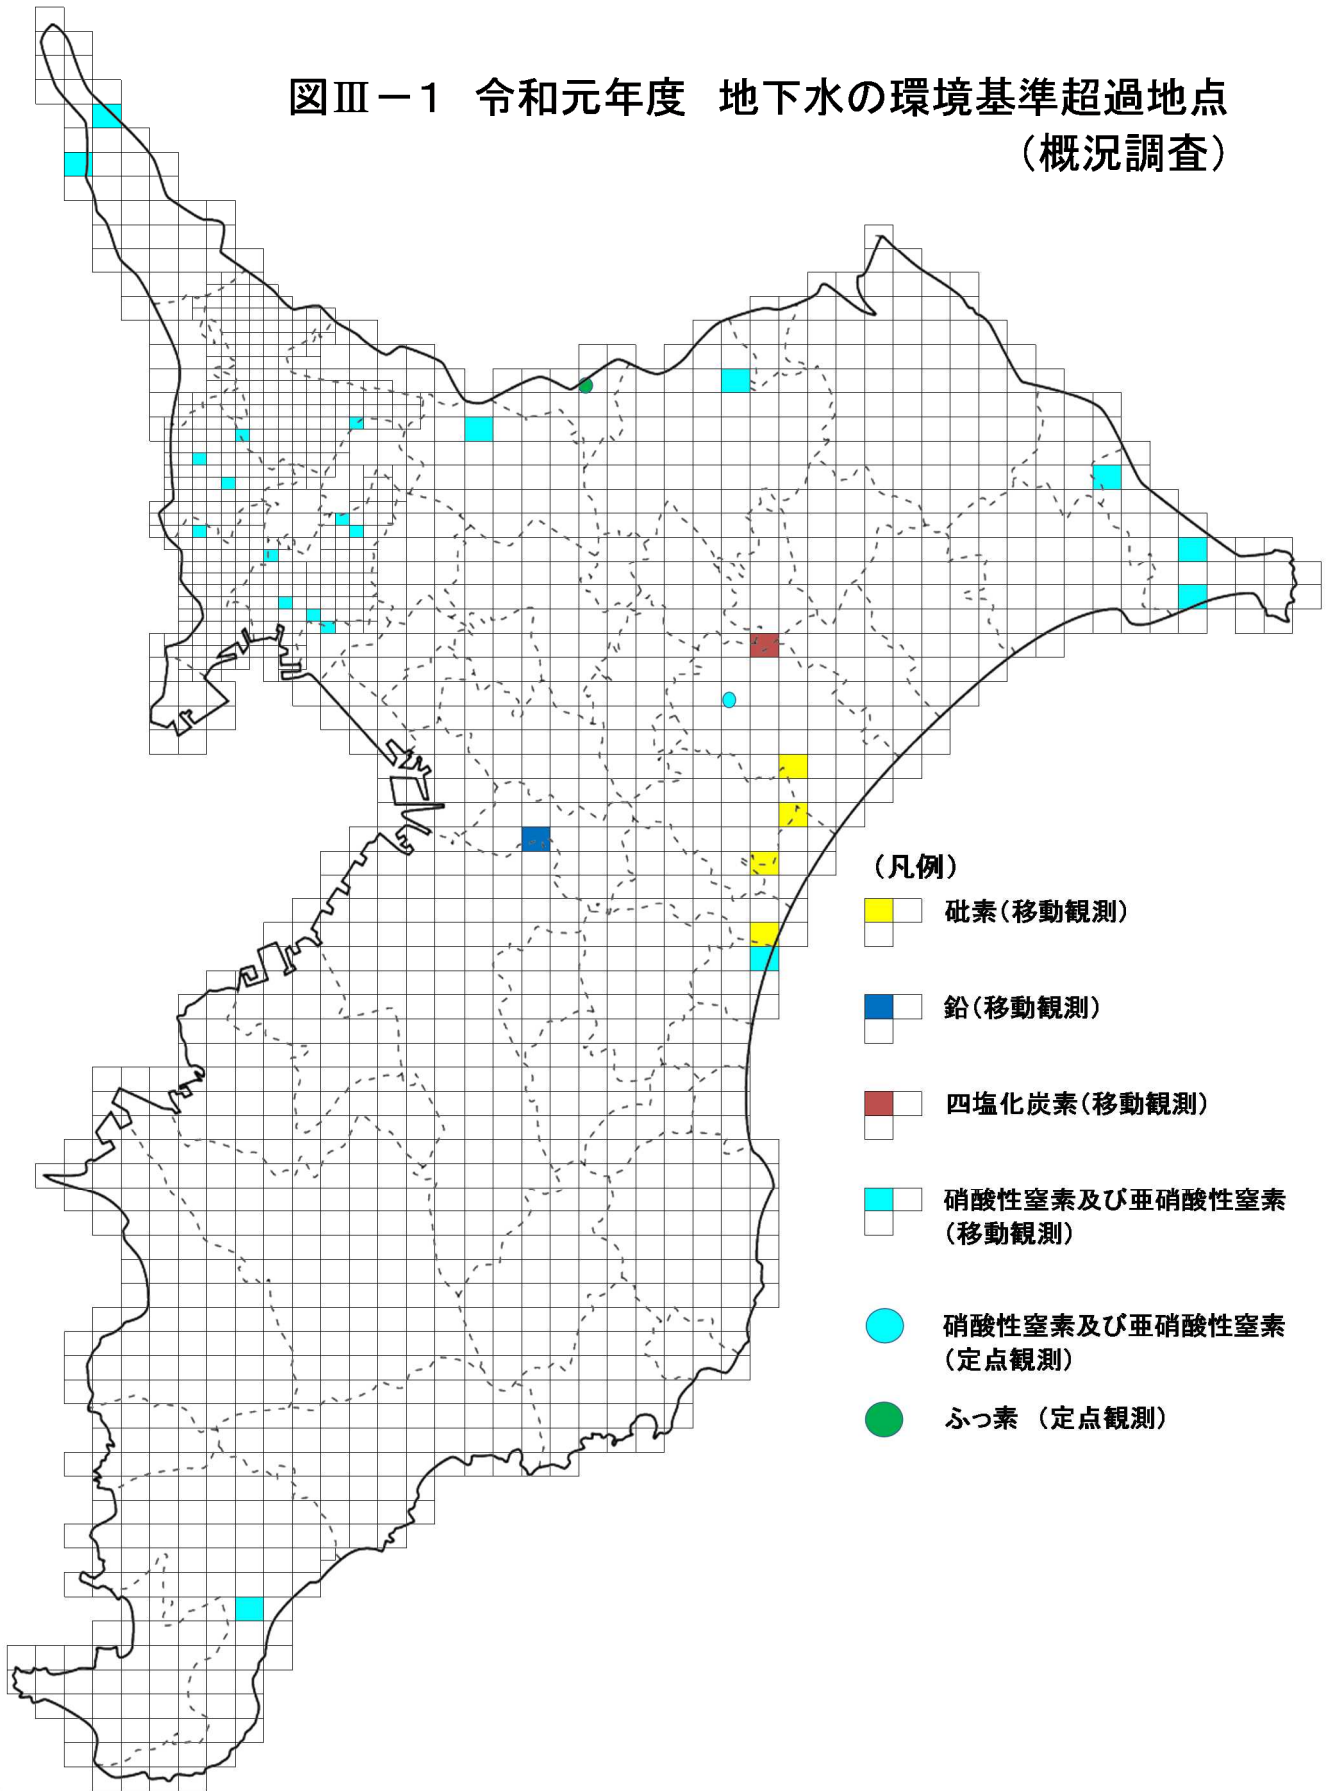 図Ⅲ－1 令和元年度 地下水の環境基準超過地点
（概況調査）
（凡例）
砒素（移動観測）
鉛（移動観測）
四塩化炭素（移動観測）
硝酸性窒素及び亜硝酸性窒素
（移動観測）
硝酸性窒素及び亜硝酸性窒素
（定点観測）
ふっ素 （定点観測）